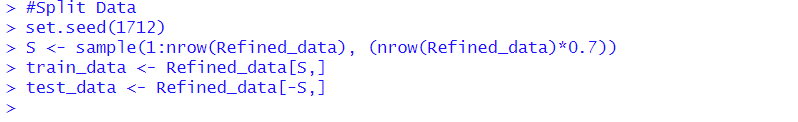 > #Split Data
> set.seed(1712)
> S <- sample(1:nrow(Refined_data), (nrow(Refined_data)*0.7))
> train_data <- Refined_data[S,]
> test_data <- Refined_data[-S,]
>